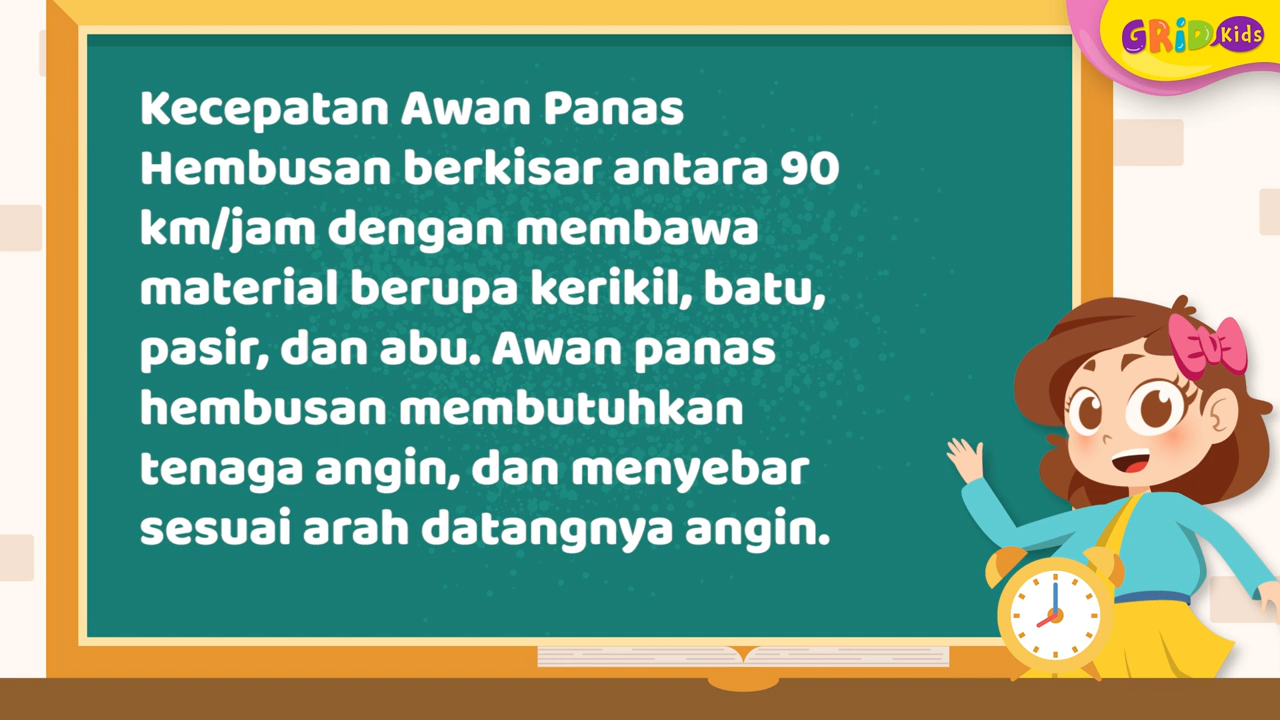 GRiD Kids
Kecepatan Awan Panas
Hembusan berkisar antara 90
km/jam dengan membawa
material berupa kerikil, batu,
pasir, dan abu. Awan panas
hembusan membutuhkan
tenaga angin, dan menyebar
sesuai arah datangnya angin.